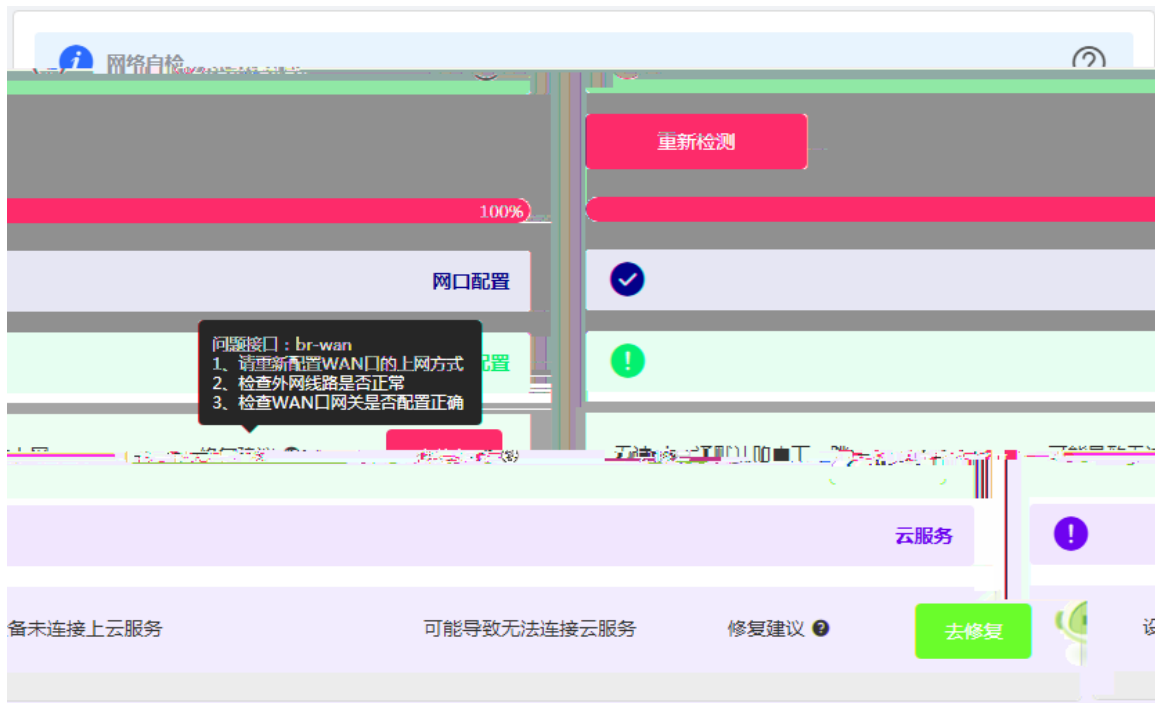 网络自检
重新检测
100%
网口配置
问题接口：br-wan
1、请重新配置WAN口的上网方式
2、检查外网线路是否正常
3、检查WAN口网关是否配置正确
配置
云服务
备未连接上云服务
可能导致无法连接云服务
修复建议
去修复
设